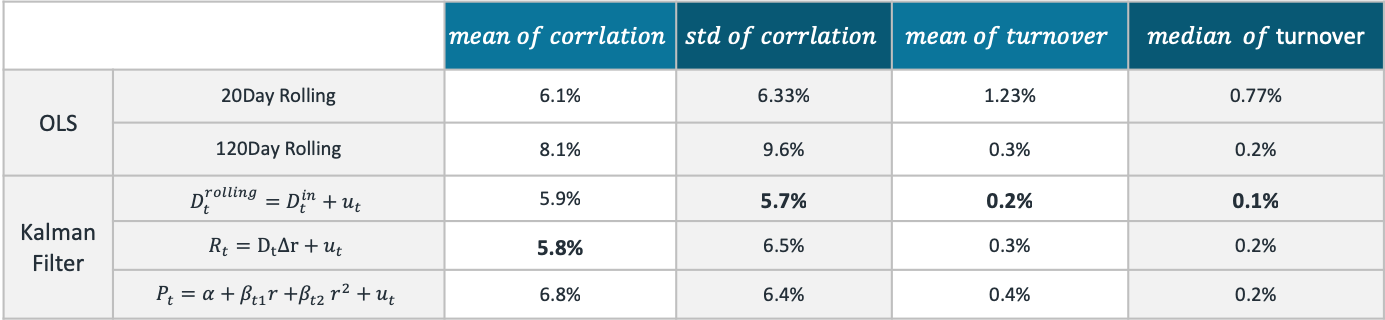 mean of corrlation std of corrlation mean of turnover median of turnover
OLS
20Day Rolling 6.1% 6.33% 1.23% 0.77%
120Day Rolling 8.1% 9.6% 0.3% 0.2%
Kalman
Filter
D_t^{rolling} = D_t^{in} + u_t 5.9% 5.7% 0.2% 0.1%
R_t = D_tΔr + u_t 5.8% 6.5% 0.3% 0.2%
P_t = α + β_{t1}r +β_{t2} r^2 + u_t 6.8% 6.4% 0.4% 0.2%